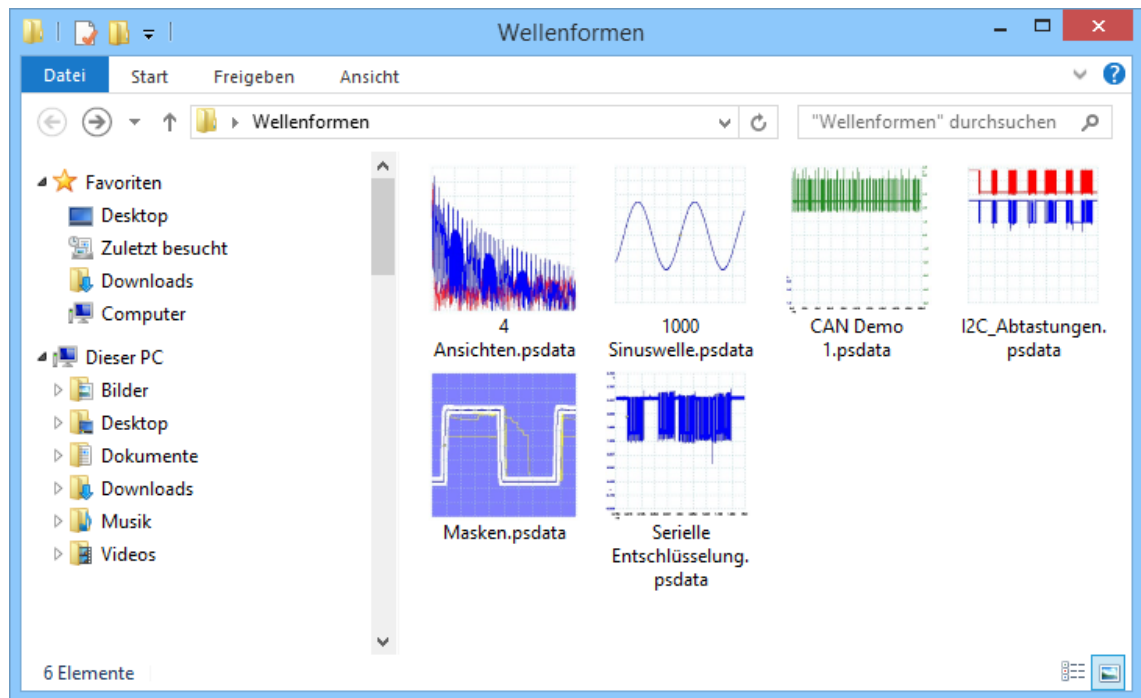 Wellenformen
Datei Start Freigeben Ansicht
Wellenformen
"Wellenformen" durchsuchen
Favoriten
Desktop
Zuletzt besucht
Downloads
Computer
Dieser PC
Bilder
Desktop
Dokumente
Downloads
Musik
Videos
4
Ansichten.psdata
1000
Sinuswelle.psdata
CAN Demo
1.psdata
I2C_Abtastungen.
psdata
Masken.psdata
Serielle
Entschlüsselung.
psdata
6 Elemente